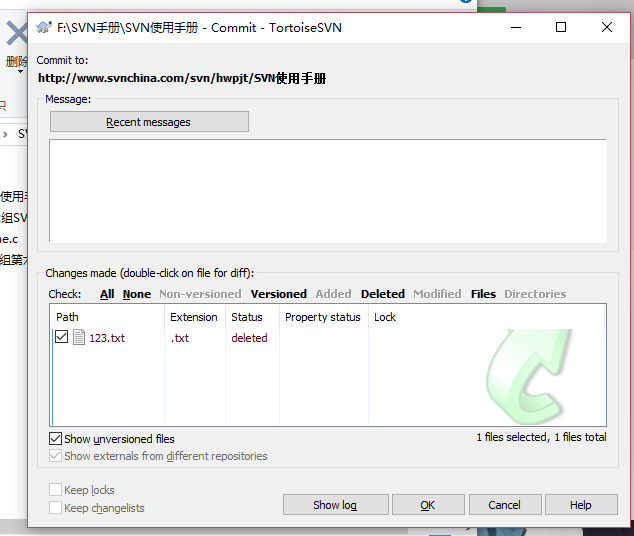 F:\SVN手册\SVN使用手册 - Commit - TortoiseSVN
删除
Commit to:
http://www.svnchina.com/svn/hwpjt/SVN使用手册
Message:
Recent messages
使用手
组SV
ne.c
组第
Changes made (double-click on file for diff):
Check: All None Non-versioned Versioned Added Deleted Modified Files Directories
Path Extension Status Property status Lock
123.txt .txt deleted
Show unversioned files
1 files selected, 1 files total
Show externals from different repositories
Keep locks
Keep changelists
Show log OK Cancel Help